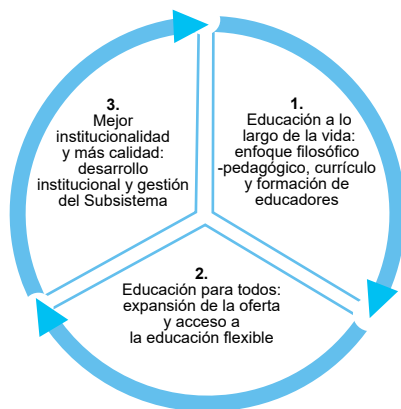 1.
Educación a lo
largo de la vida:
enfoque filosófico
-pedagógico, currículo
y formación de
educadores
2.
Educación para todos:
expansión de la oferta
y acceso a
la educación flexible
3.
Mejor
institucionalidad
y más calidad:
desarrollo
institucional y gestión
del Subsistema